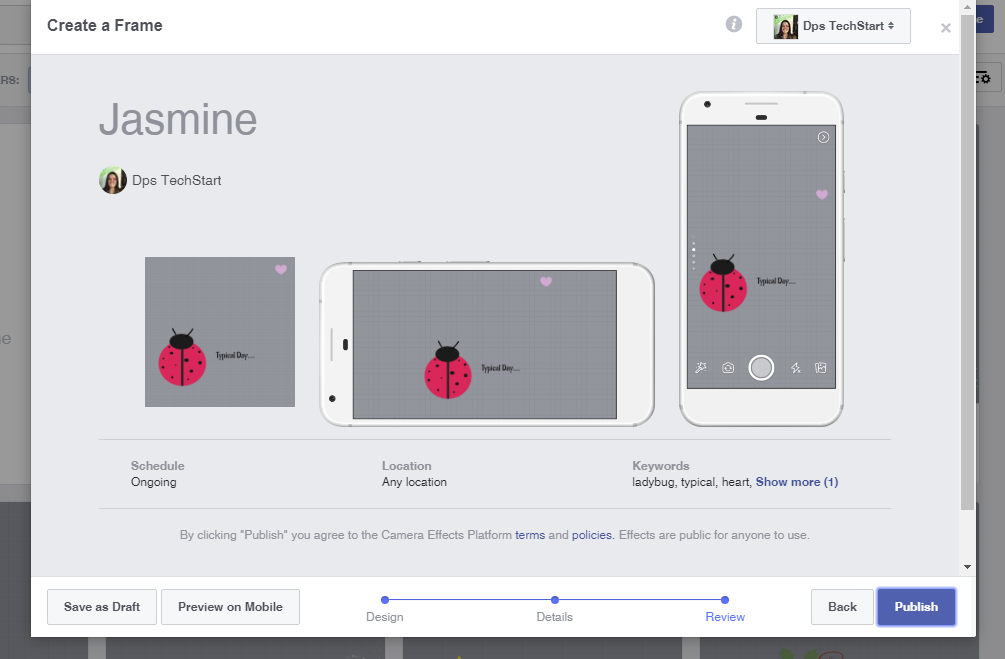 Create a Frame
i
Dps TechStart
×
e
RS:
Jasmine
Dps TechStart
Typical Day....
Typical Day....
Typical Day....
ne
Schedule
Ongoing
Location
Any location
Keywords
ladybug, typical, heart, Show more (1)
By clicking "Publish" you agree to the Camera Effects Platform terms and policies. Effects are public for anyone to use.
Save as Draft
Preview on Mobile
Design
Details
Review
Back
Publish